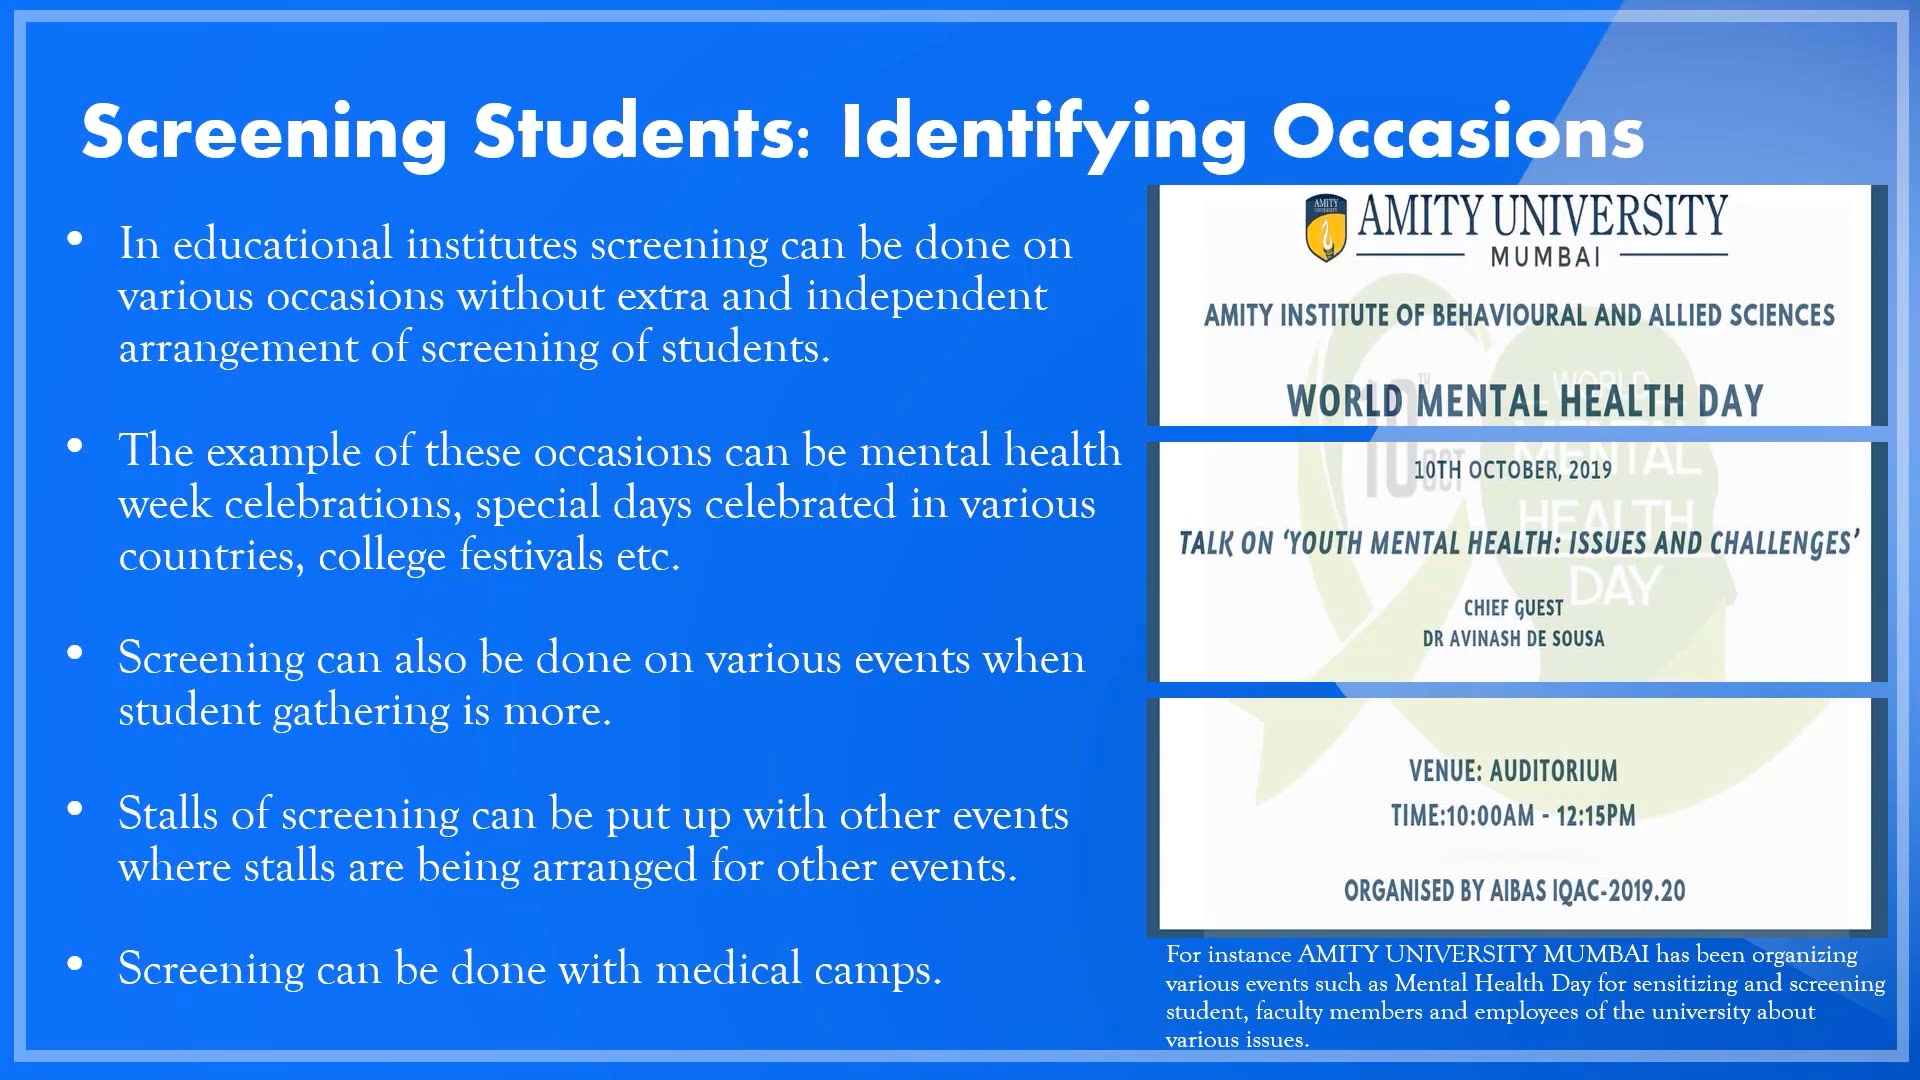 Screening Students: Identifying Occasions
• In educational institutes screening can be done on
various occasions without extra and independent
arrangement of screening of students.
• The example of these occasions can be mental health
week celebrations, special days celebrated in various
countries, college festivals etc.
• Screening can also be done on various events when
student gathering is more.
• Stalls of screening can be put up with other events
where stalls are being arranged for other events.
• Screening can be done with medical camps.
AMITY UNIVERSITY
AMITY UNIVERSITY
MUMBAI
AMITY INSTITUTE OF BEHAVIOURAL AND ALLIED SCIENCES
WORLD MENTAL HEALTH DAY
10TH OCTOBER, 2019
TALK ON ‘YOUTH MENTAL HEALTH: ISSUES AND CHALLENGES’
CHIEF GUEST
DR AVINASH DE SOUSA
VENUE: AUDITORIUM
TIME:10:00AM - 12:15PM
ORGANISED BY AIBAS IQAC-2019.20
10TH
OCT
WORLD
MENTAL
HEALTH
DAY
For instance AMITY UNIVERSITY MUMBAI has been organizing
various events such as Mental Health Day for sensitizing and screening
student, faculty members and employees of the university about
various issues.